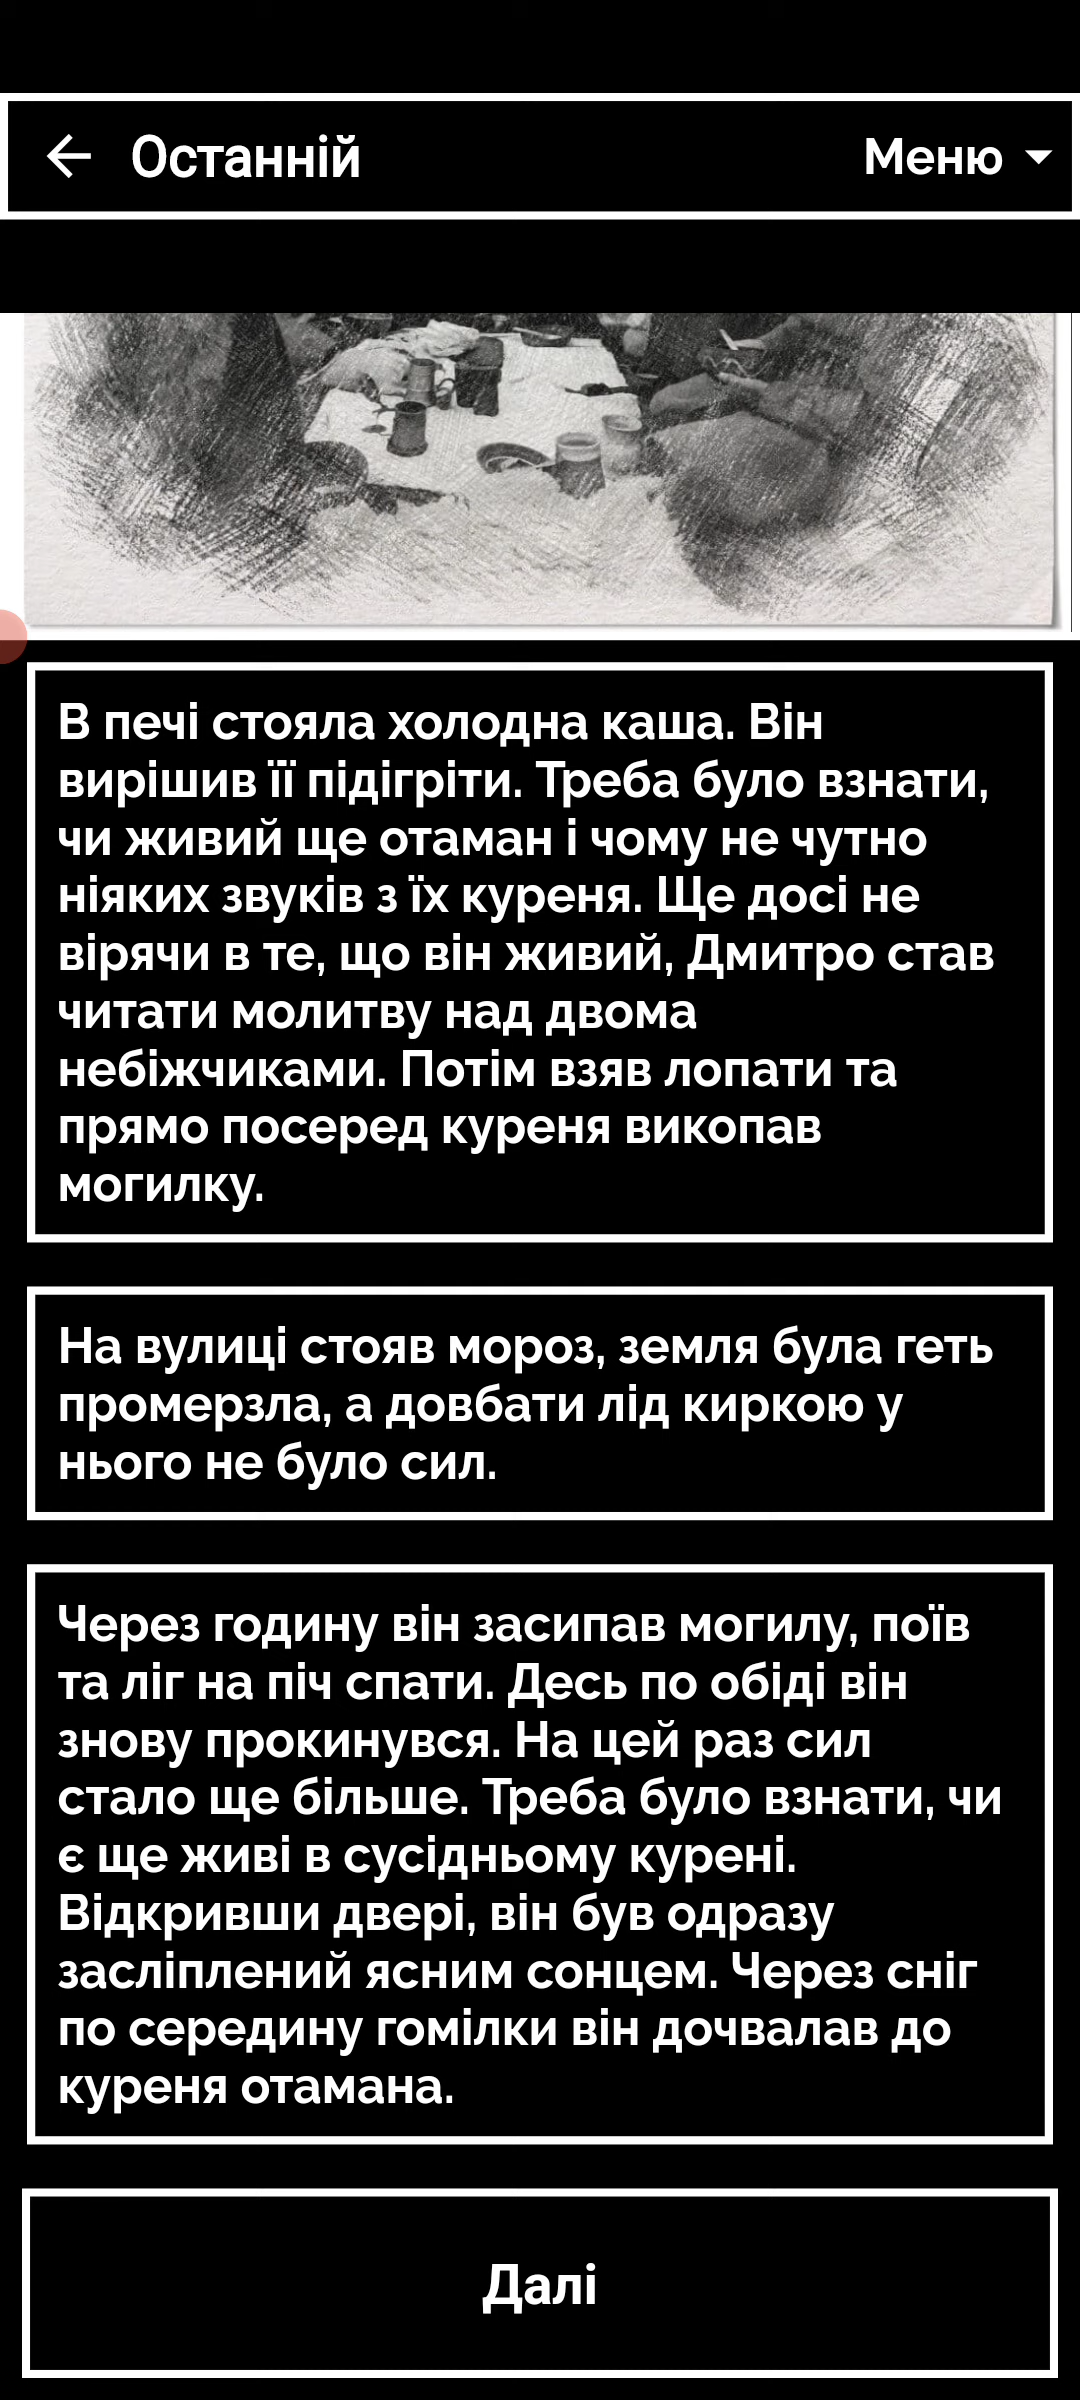 Останній
Меню
В печі стояла холодна каша. Він
вирішив її підігріти. Треба було взнати,
чи живий ще отаман і чому не чутно
ніяких звуків з їх куреня. Ще досі не
вірячи в те, що він живий, Дмитро став
читати молитву над двома
небіжчиками. Потім взяв лопати та
прямо посеред куреня викопав
могилку.
На вулиці стояв мороз, земля була геть
промерзла, а довбати лід киркою у
нього не було сил.
Через годину він засипав могилу, поїв
та ліг на піч спати. Десь по обіді він
знову прокинувся. На цей раз сил
стало ще більше. Треба було взнати, чи
є ще живі в сусідньому курені.
Відкривши двері, він був одразу
засліплений ясним сонцем. Через сніг
по середину гомілки він дочвалав до
куреня отамана.
Далі